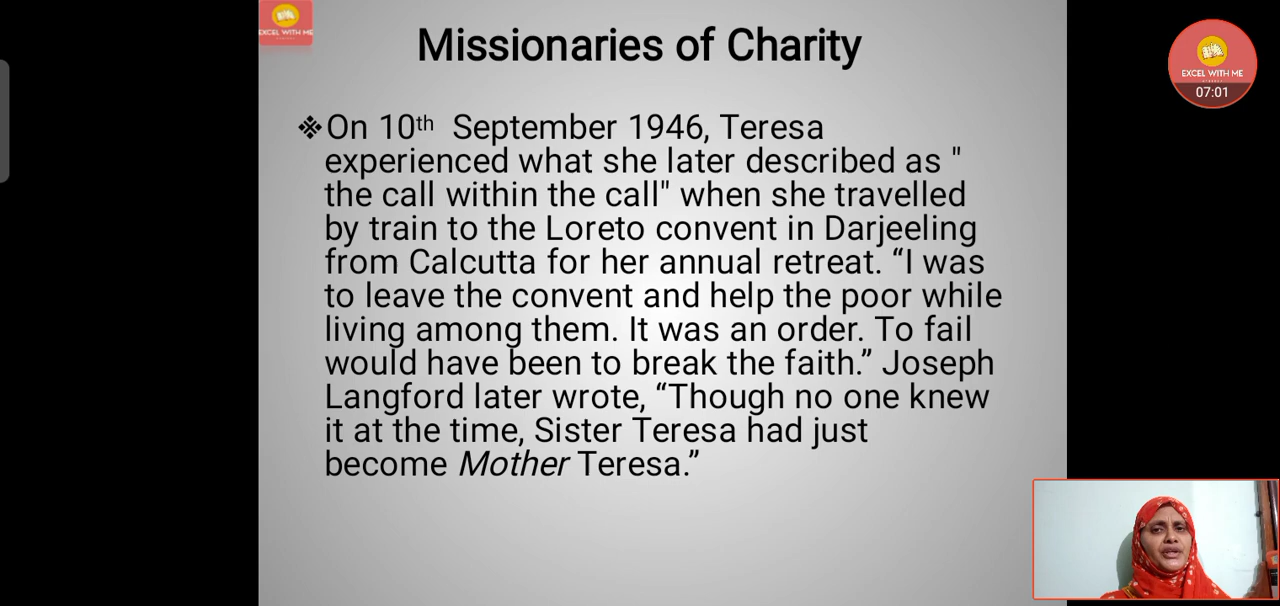 EXCEL WITH ME
Missionaries of Charity
EXCEL WITH ME
07:01
❖On 10th September 1946, Teresa
experienced what she later described as "
the call within the call" when she travelled
by train to the Loreto convent in Darjeeling
from Calcutta for her annual retreat. “I was
to leave the convent and help the poor while
living among them. It was an order. To fail
would have been to break the faith.” Joseph
Langford later wrote, “Though no one knew
it at the time, Sister Teresa had just
become Mother Teresa.”